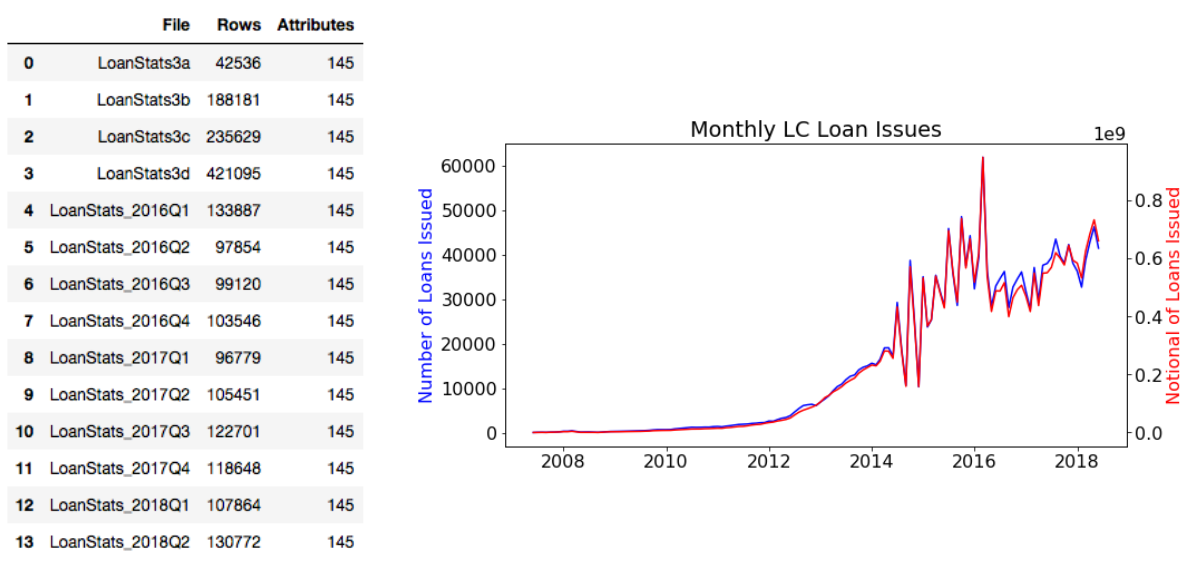 File Rows Attributes
0 LoanStats3a 42536 145
1 LoanStats3b 188181 145
2 LoanStats3c 235629 145
3 LoanStats3d 421095 145
4 LoanStats_2016Q1 133887 145
5 LoanStats_2016Q2 97854 145
6 LoanStats_2016Q3 99120 145
7 LoanStats_2016Q4 103546 145
8 LoanStats_2017Q1 96779 145
9 LoanStats_2017Q2 105451 145
10 LoanStats_2017Q3 122701 145
11 LoanStats_2017Q4 118648 145
12 LoanStats_2018Q1 107864 145
13 LoanStats_2018Q2 130772 145
Monthly LC Loan Issues
1e9
Number of Loans Issued
60000
50000
40000
30000
20000
10000
0
2008 2010 2012 2014 2016 2018
0.8
0.6
0.4
0.2
0.0
Notional of Loans Issued